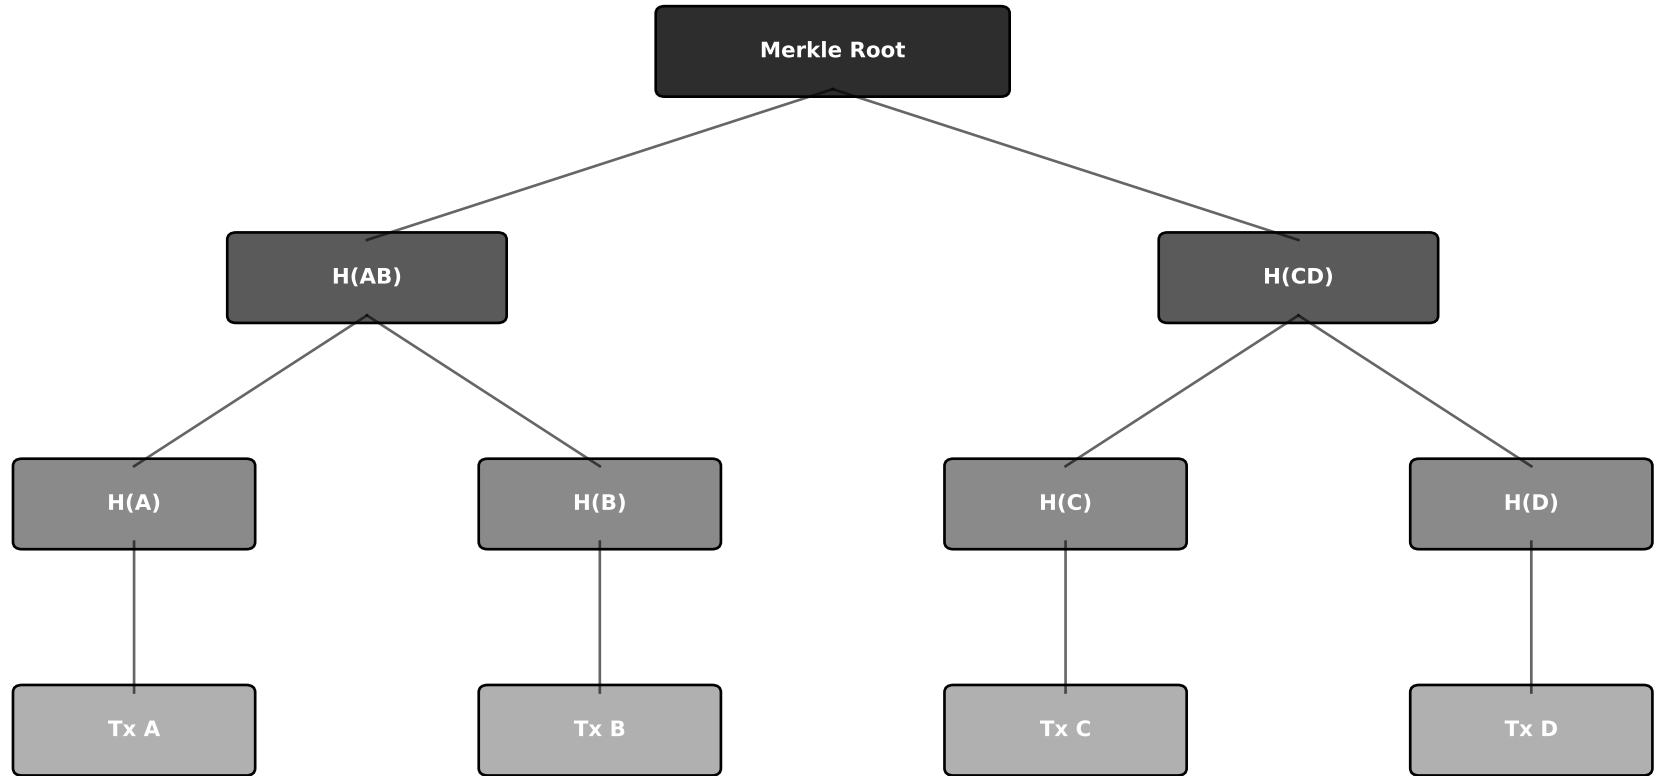 Merkle Root
H(AB)
H(CD)
H(A)
H(B)
H(C)
H(D)
Tx A
Tx B
Tx C
Tx D